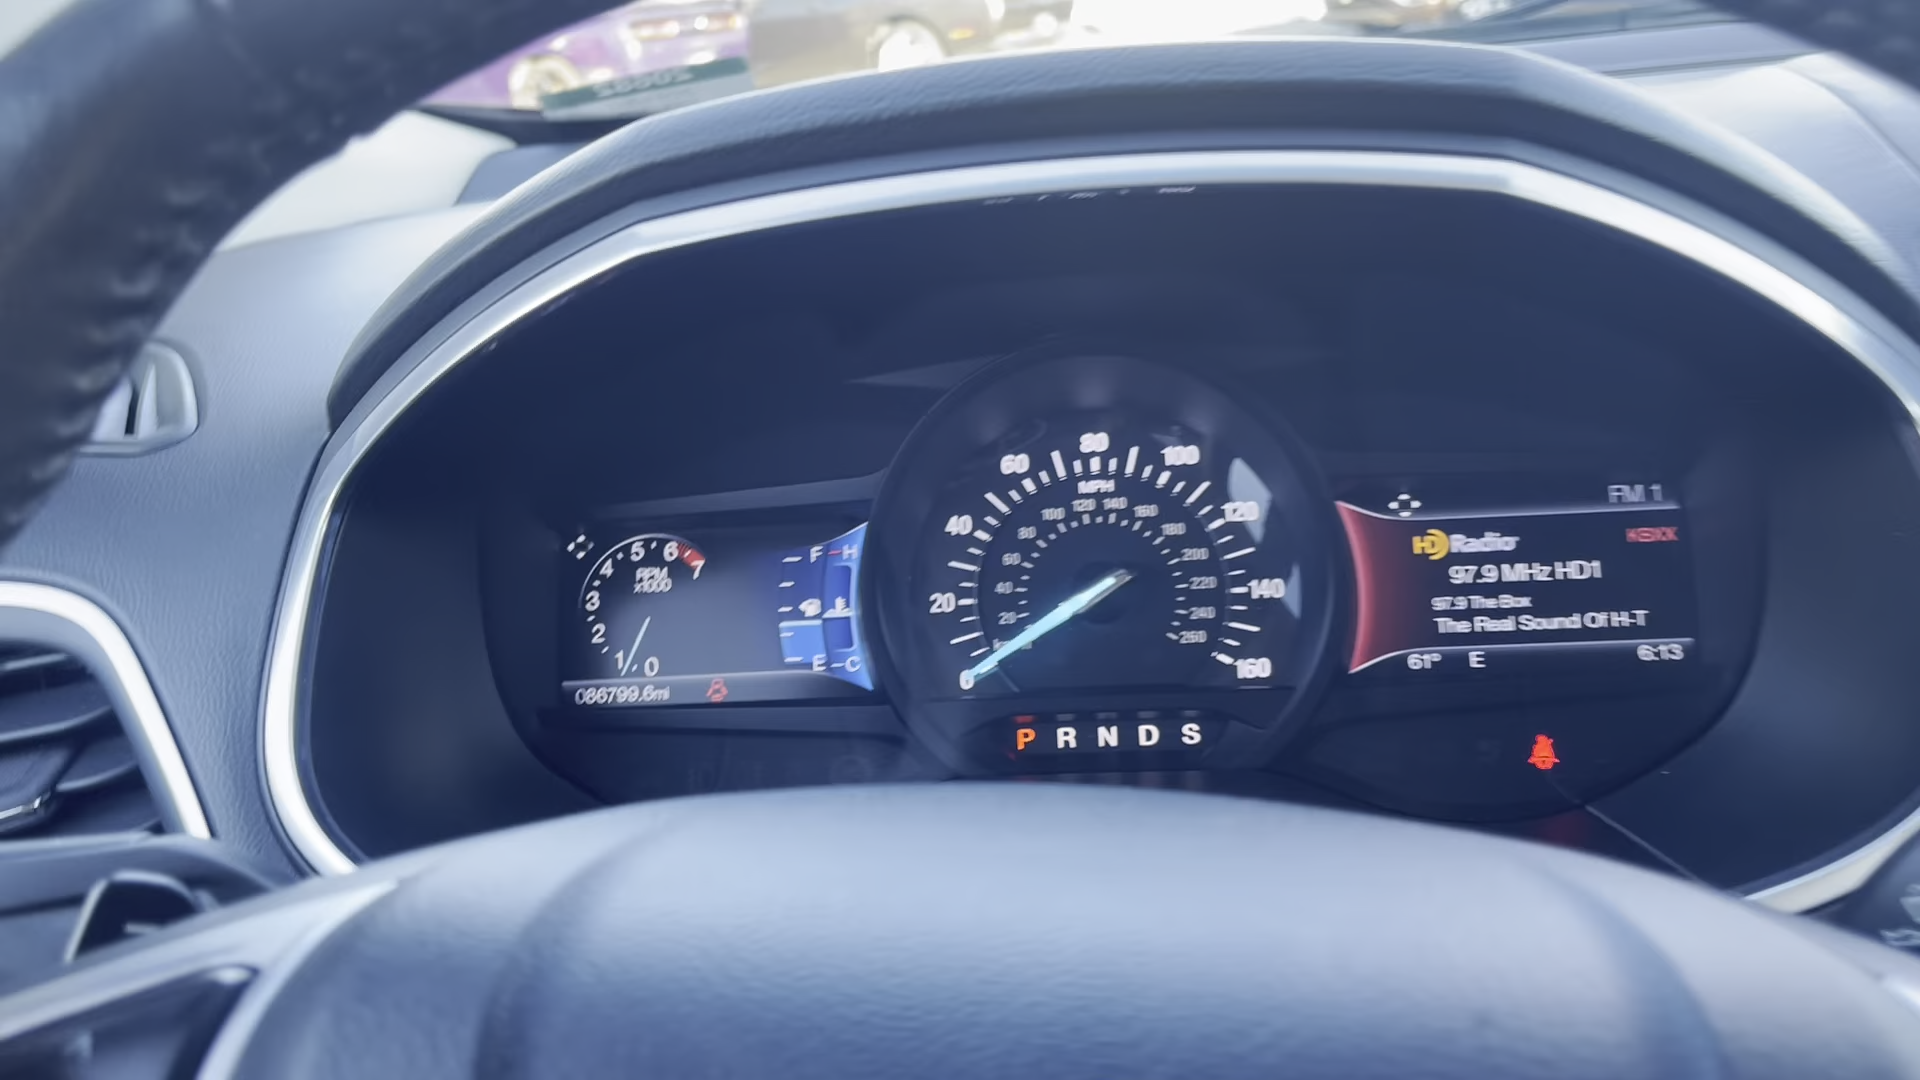 80
60 100
MPH
40 120
100 120 140 160
80 180
60 200
40 220
20 240
260
20 140
0 160
5 6
4 7
RPM
x1000
3
2
1 0
F H
E C
086799.6mi
P R N D S
FM 1
HD Radio
97.9 MHz HD1
97.9 The Box
The Real Sound Of H-T
61° E 6:13